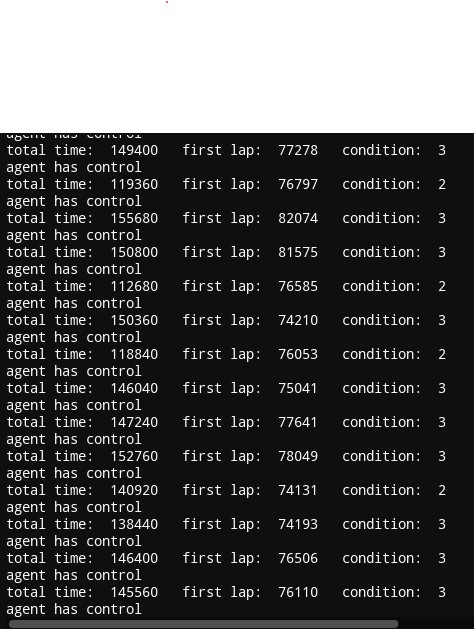 agent has control
total time:  149400   first lap:  77278   condition:  3
agent has control
total time:  119360   first lap:  76797   condition:  2
agent has control
total time:  155680   first lap:  82074   condition:  3
agent has control
total time:  150800   first lap:  81575   condition:  3
agent has control
total time:  112680   first lap:  76585   condition:  2
agent has control
total time:  150360   first lap:  74210   condition:  3
agent has control
total time:  118840   first lap:  76053   condition:  2
agent has control
total time:  146040   first lap:  75041   condition:  3
agent has control
total time:  147240   first lap:  77641   condition:  3
agent has control
total time:  152760   first lap:  78049   condition:  3
agent has control
total time:  140920   first lap:  74131   condition:  2
agent has control
total time:  138440   first lap:  74193   condition:  3
agent has control
total time:  146400   first lap:  76506   condition:  3
agent has control
total time:  145560   first lap:  76110   condition:  3
agent has control